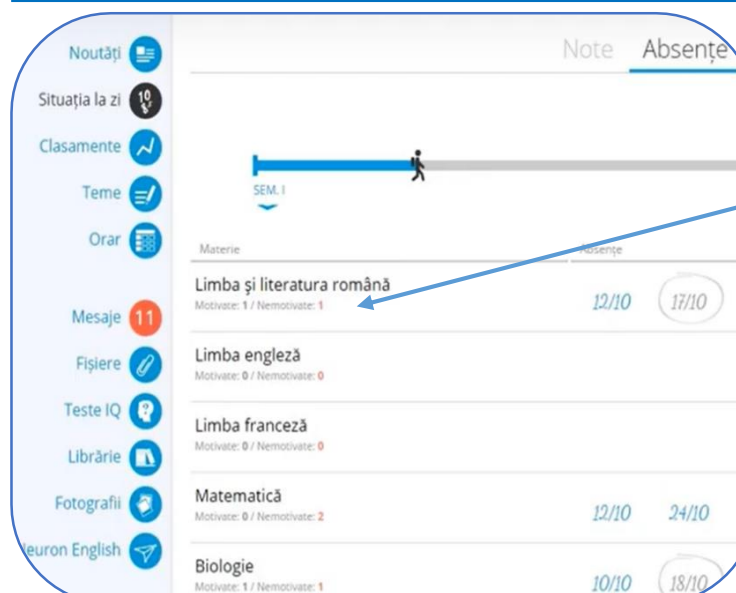 Noutăți
Situația la zi
10
Clasamente
Teme
Orar
Mesaje 11
Fișiere
Teste IQ
Librărie
Fotografii
euron English
Note Absențe
SEM. I
Materie Absențe
Limba și literatura română
Motivate: 1 / Nemotivate: 1
12/10 17/10
Limba engleză
Motivate: 0 / Nemotivate: 0
Limba franceză
Motivate: 0 / Nemotivate: 0
Matematică
Motivate: 0 / Nemotivate: 2
12/10 24/10
Biologie
Motivate: 1 / Nemotivate: 1
10/10 18/10